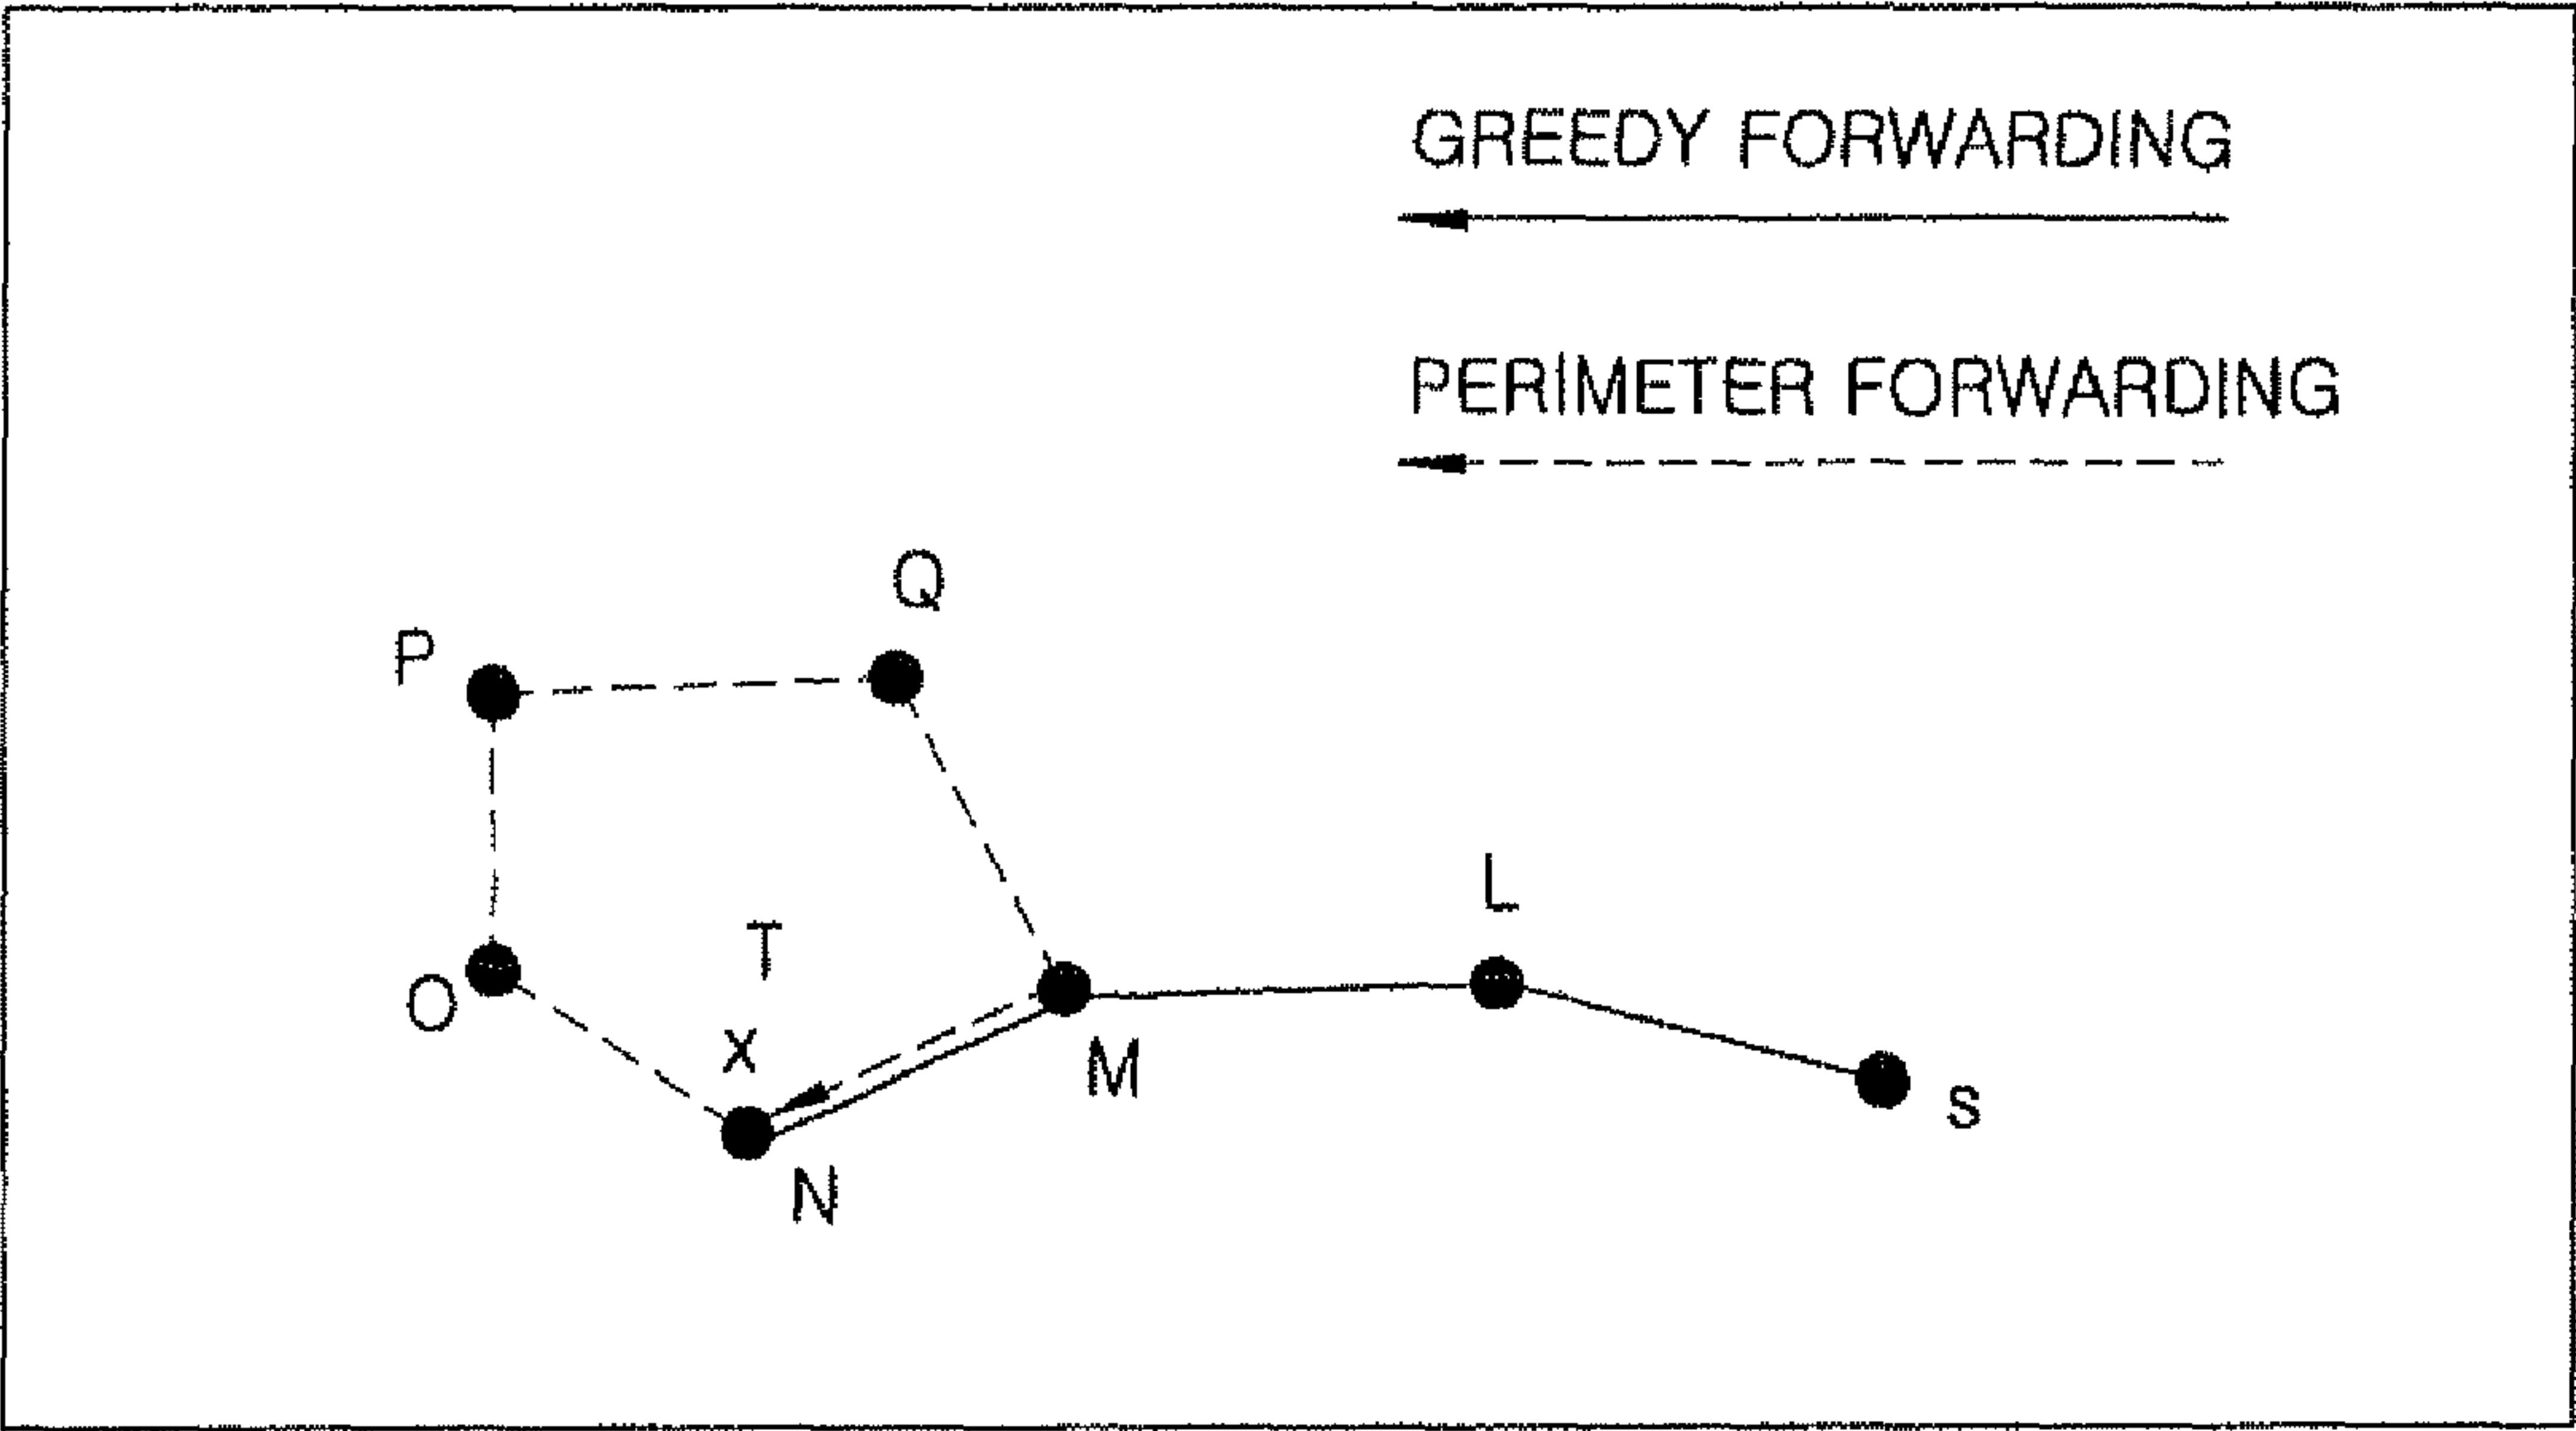 GREEDY FORWARDING
PERIMETER FORWARDING
Q
P
L
T
O
X
M
S
N